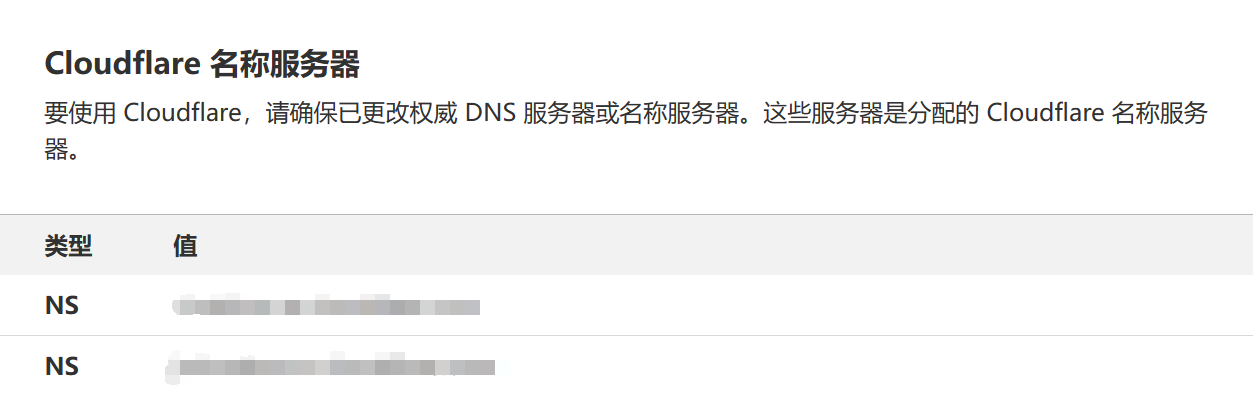 Cloudflare 名称服务器
要使用 Cloudflare，请确保已更改权威 DNS 服务器或名称服务器。这些服务器是分配的 Cloudflare 名称服务
器。
类型 值
NS
NS